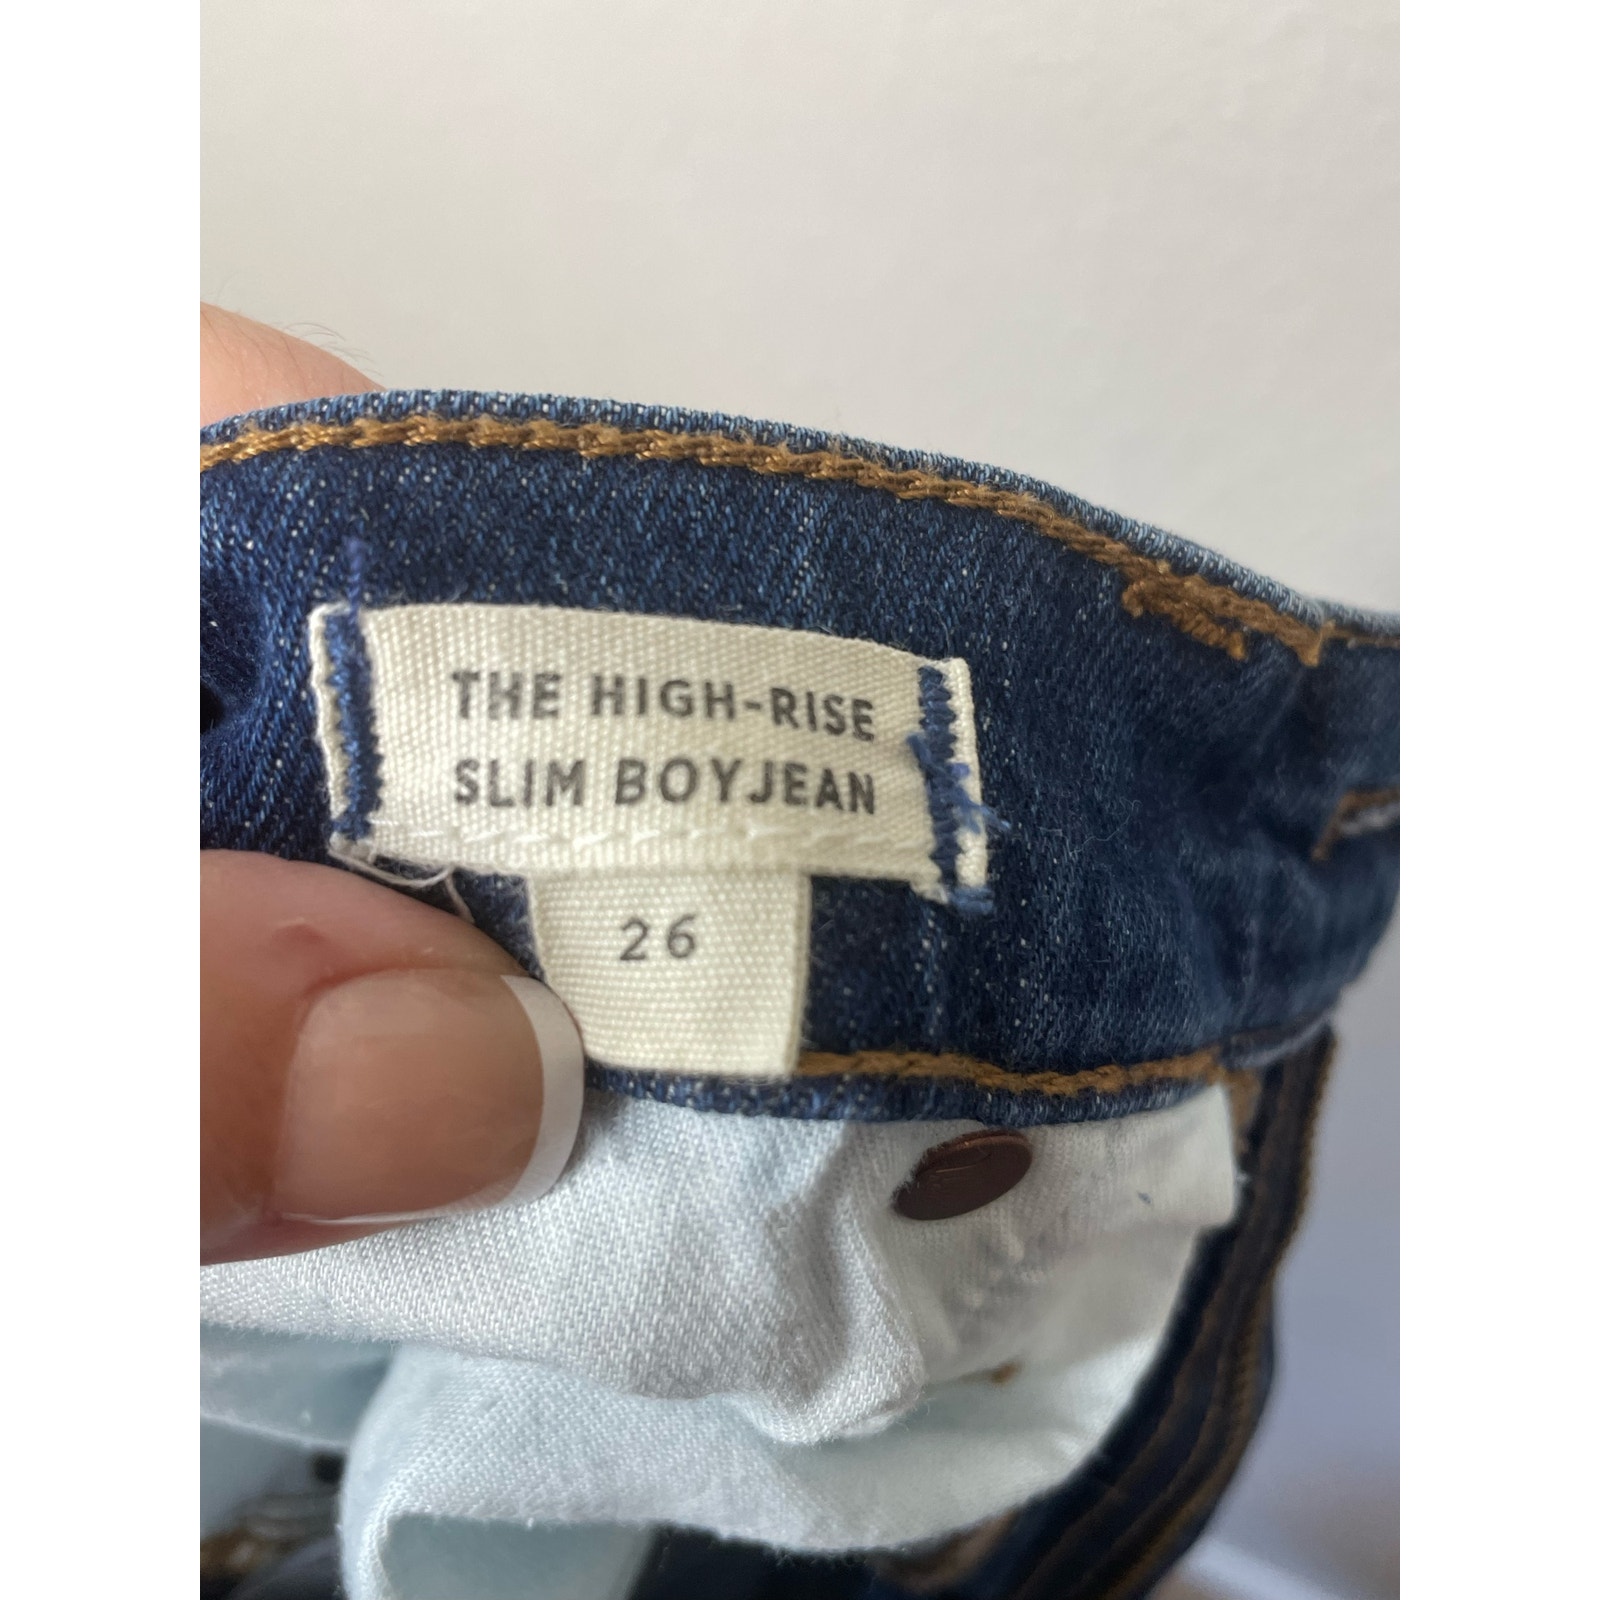 THE HIGH-RISE
SLIM BOYJEAN
26